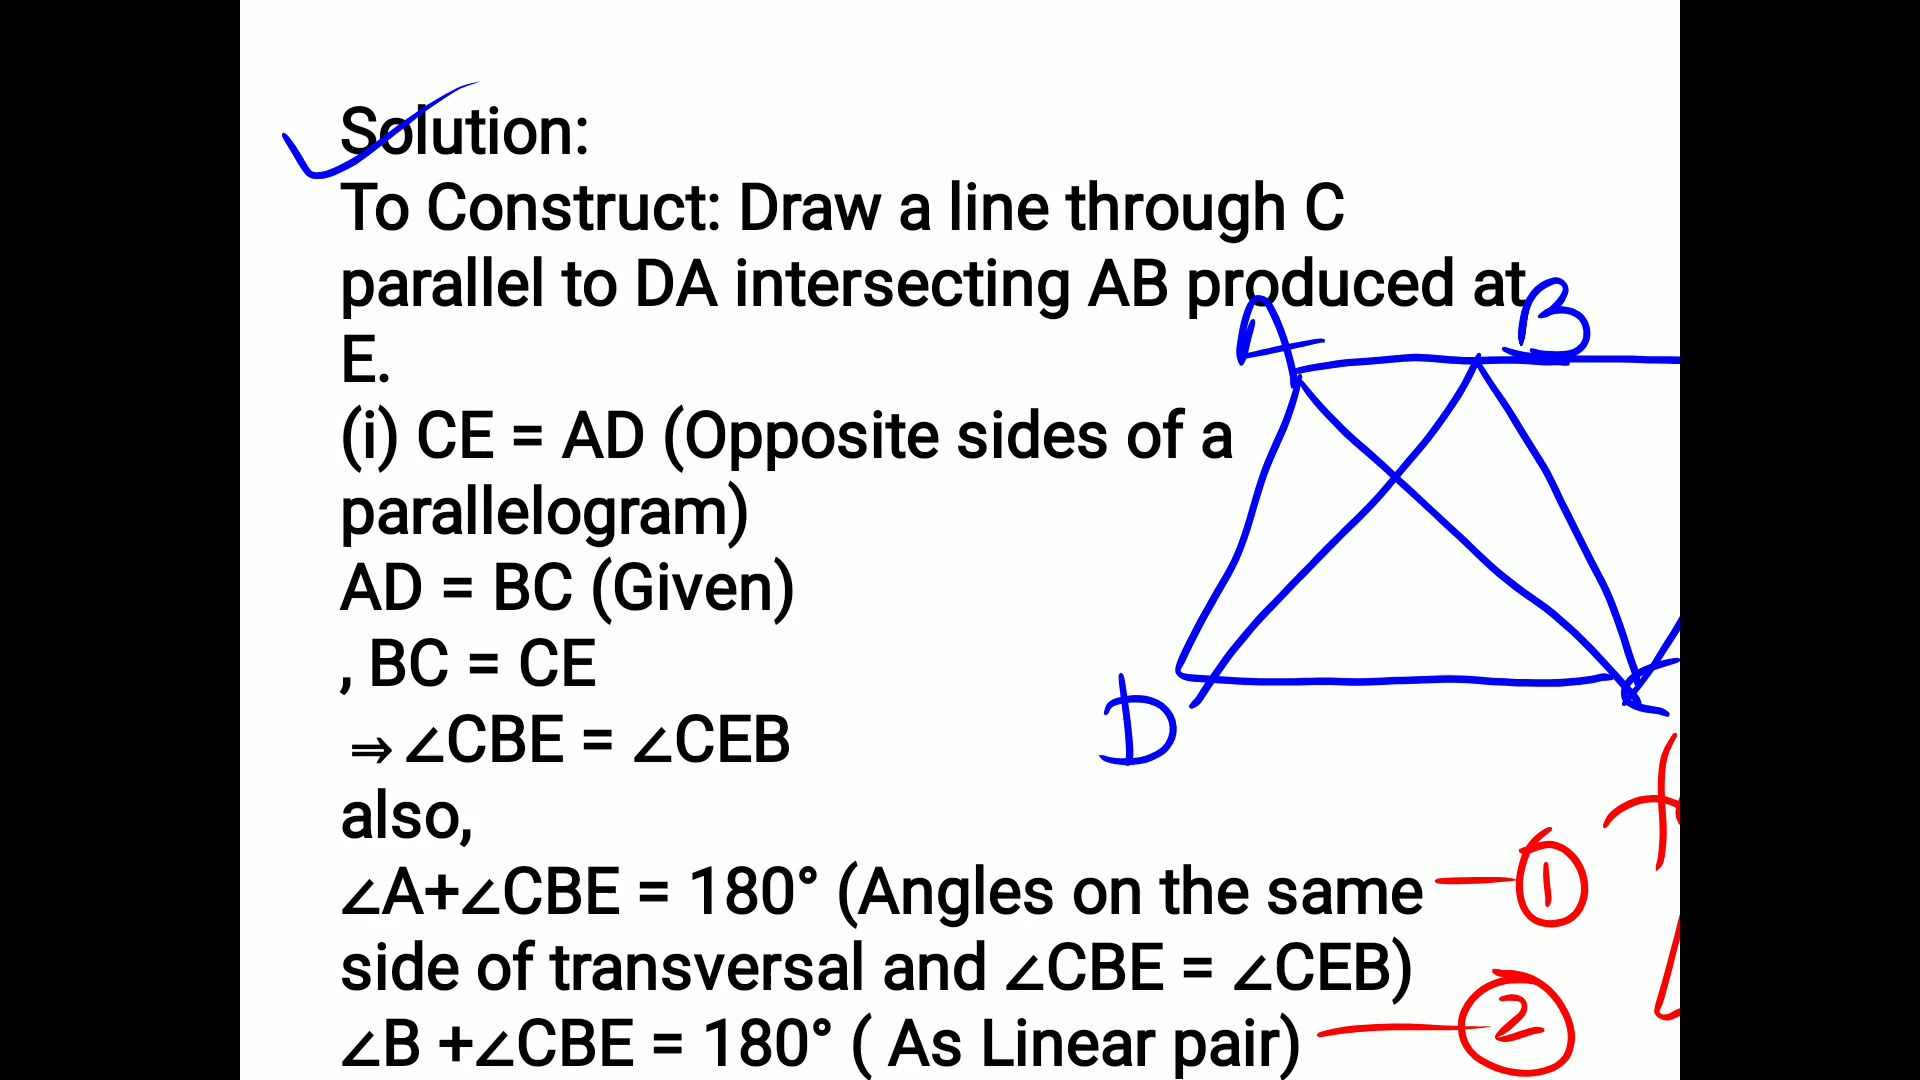 Solution:
To Construct: Draw a line through C
parallel to DA intersecting AB produced at
E.
A B
(i) CE = AD (Opposite sides of a
parallelogram)
AD = BC (Given)
, BC = CE
⇒ ∠CBE = ∠CEB
D
also,
∠A+∠CBE = 180° (Angles on the same 1
side of transversal and ∠CBE = ∠CEB)
∠B +∠CBE = 180° ( As Linear pair) 2